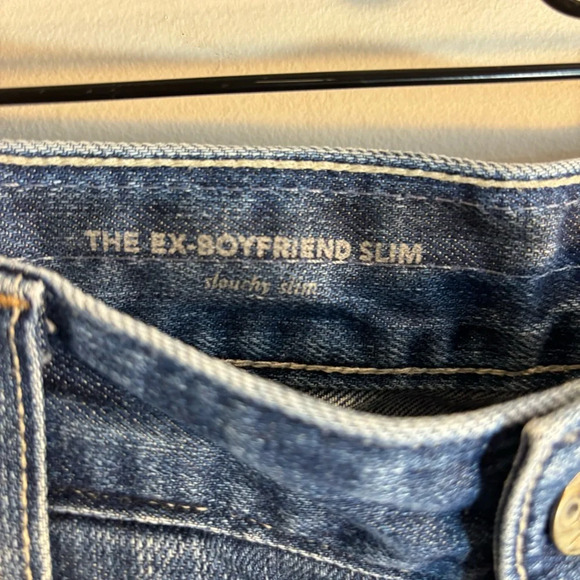 THE EX-BOYFRIEND SLIM
slouchy slim